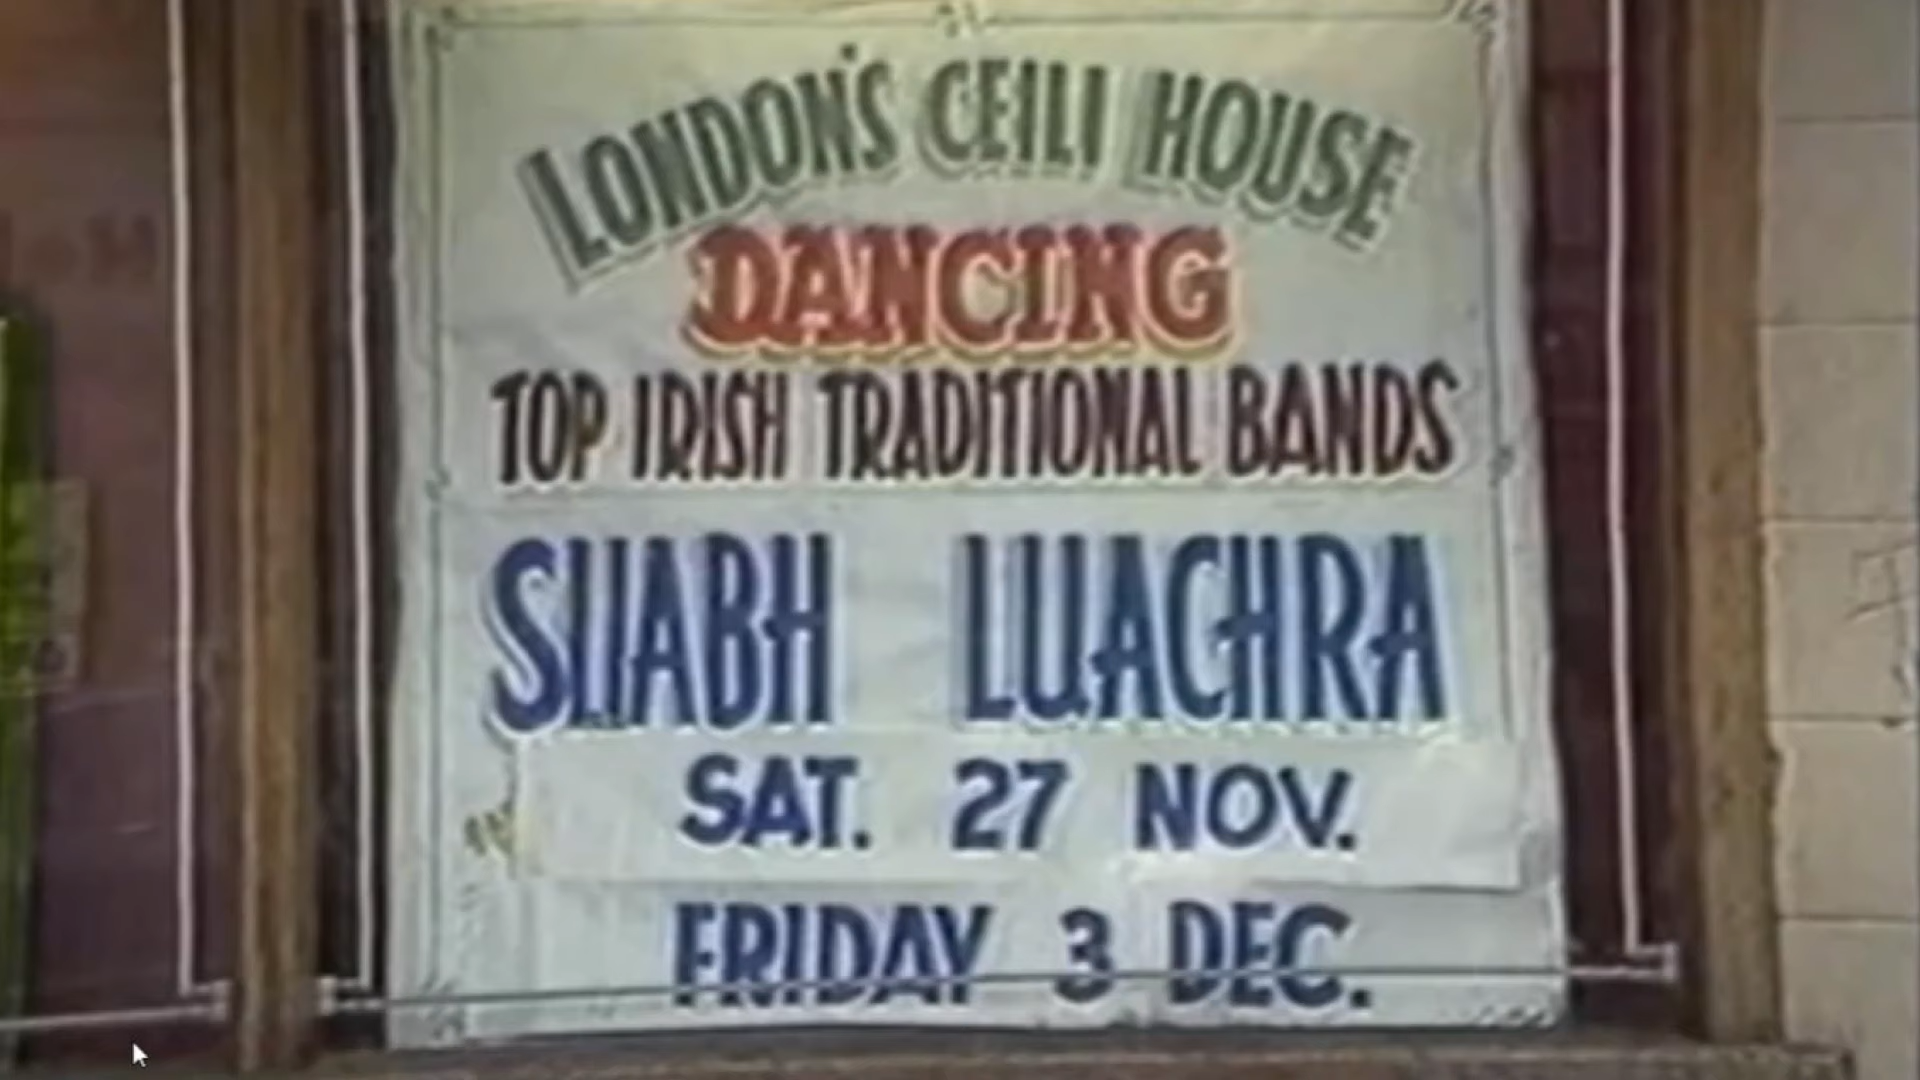 LONDON'S CEILI HOUSE
DANCING
TOP IRISH TRADITIONAL BANDS
SLIABH LUACHRA
SAT. 27 NOV.
FRIDAY 3 DEC.